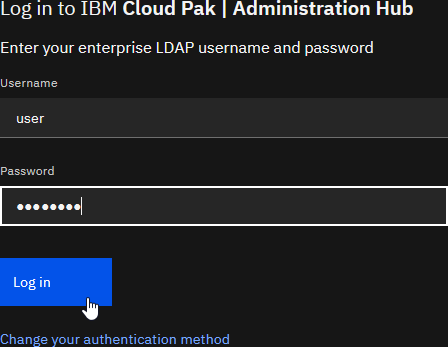 Log in to IBM Cloud Pak | Administration Hub
Enter your enterprise LDAP username and password
Username
user
Password
••••••••
Log in
Change your authentication method